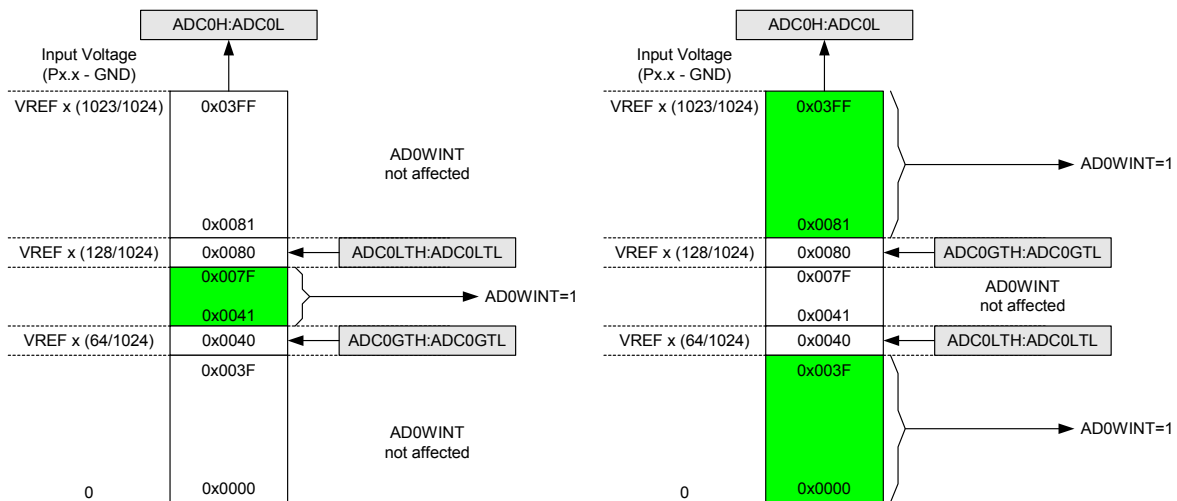 ADC0H:ADC0L
Input Voltage
(Px.x - GND)
VREF x (1023/1024)
0x03FF
AD0WINT
not affected
0x0081
VREF x (128/1024)
0x0080
ADC0LTH:ADC0LTL
0x007F
AD0WINT=1
0x0041
VREF x (64/1024)
0x0040
ADC0GTH:ADC0GTL
0x003F
AD0WINT
not affected
0
0x0000
ADC0H:ADC0L
Input Voltage
(Px.x - GND)
VREF x (1023/1024)
0x03FF
AD0WINT=1
0x0081
VREF x (128/1024)
0x0080
ADC0GTH:ADC0GTL
0x007F
AD0WINT
not affected
0x0041
VREF x (64/1024)
0x0040
ADC0LTH:ADC0LTL
0x003F
AD0WINT=1
0
0x0000